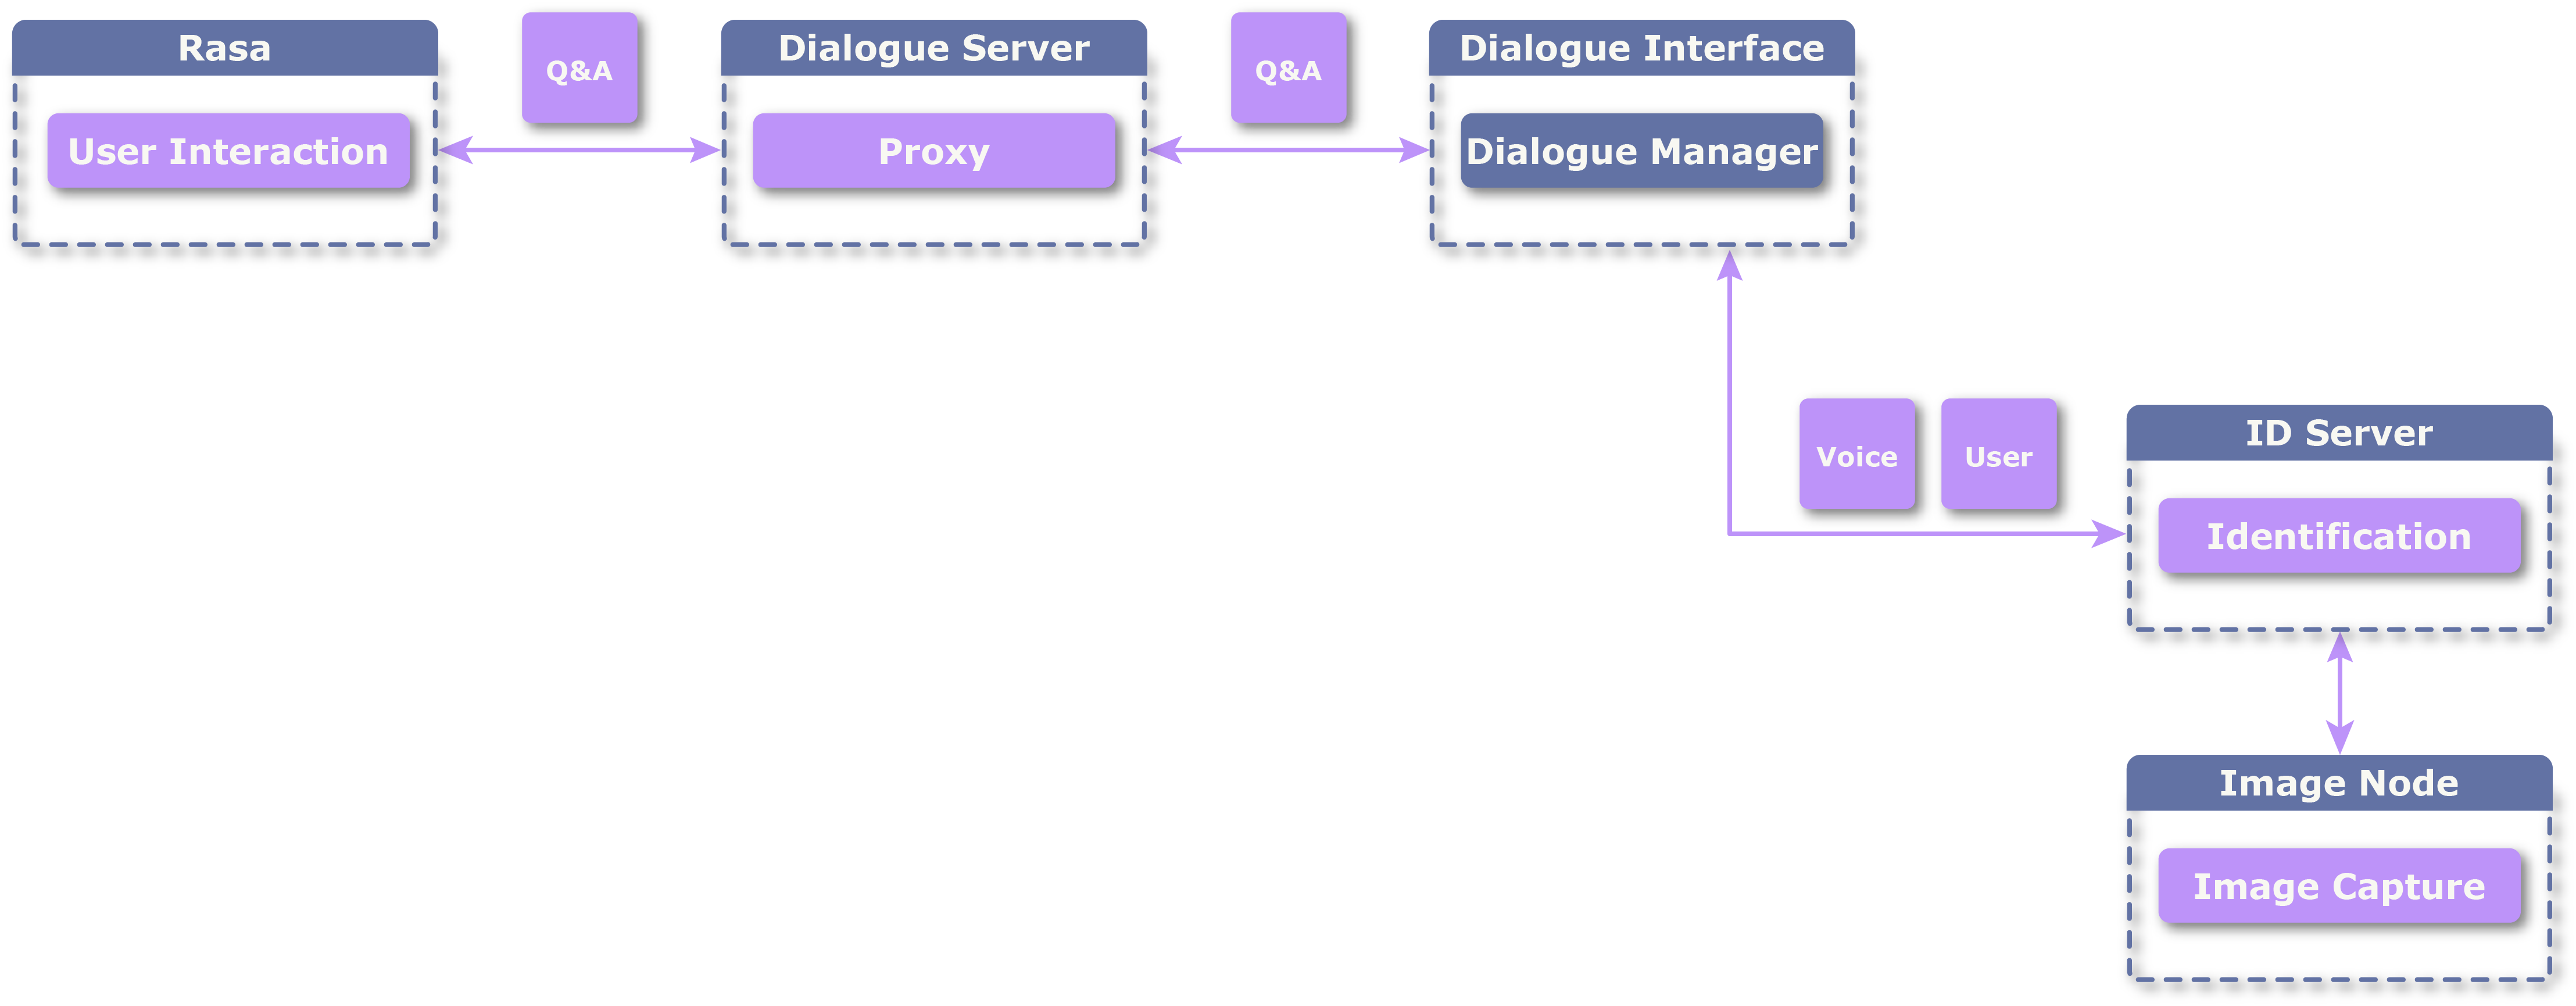 Rasa
Q&A
Dialogue Server
Q&A
Dialogue Interface
User Interaction
Proxy
Dialogue Manager
Voice
User
ID Server
Identification
Image Node
Image Capture